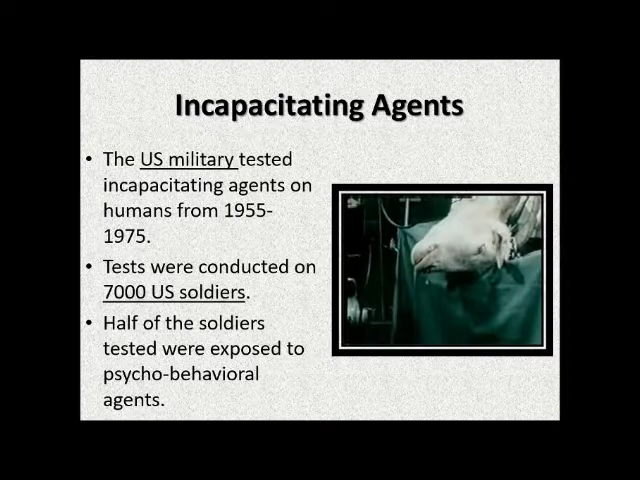 Incapacitating Agents
• The US military tested
incapacitating agents on
humans from 1955-
1975.
• Tests were conducted on
7000 US soldiers.
• Half of the soldiers
tested were exposed to
psycho-behavioral
agents.